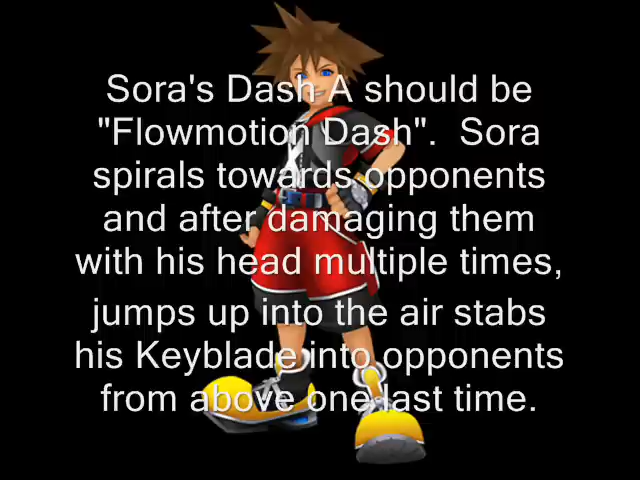 Sora's Dash A should be
"Flowmotion Dash".  Sora
spirals towards opponents
and after damaging them
with his head multiple times,
jumps up into the air stabs
his Keyblade into opponents
from above one last time.